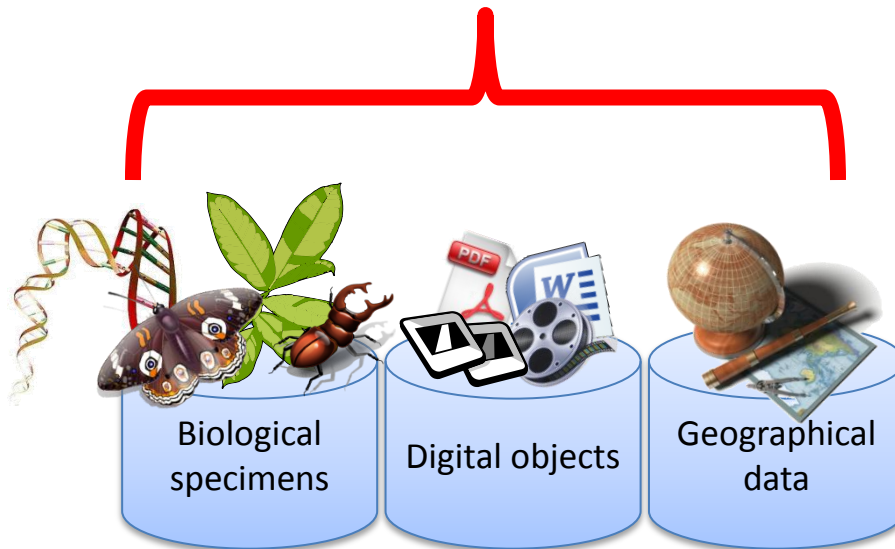 PDF
W
Biological
specimens
Digital objects
Geographical
data